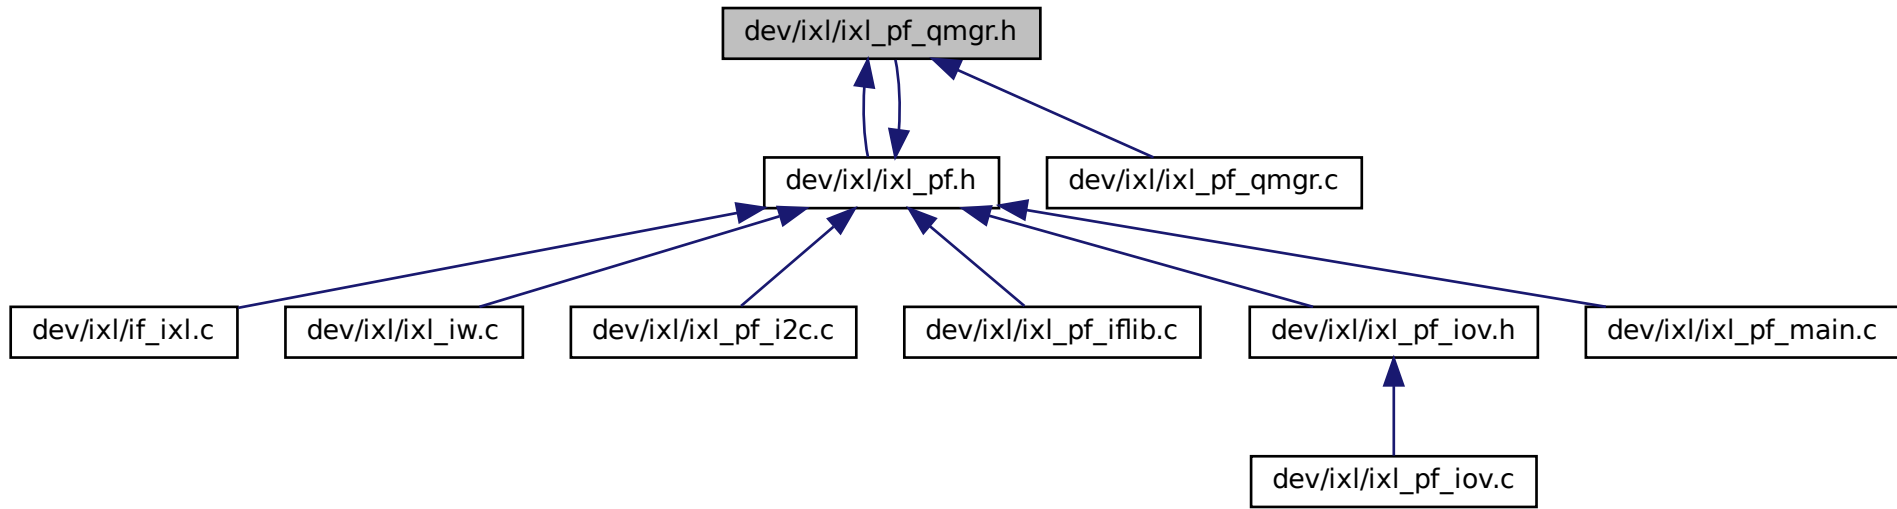 dev/ixl/ixl_pf_qmgr.h
dev/ixl/ixl_pf.h
dev/ixl/ixl_pf_qmgr.c
dev/ixl/if_ixl.c
dev/ixl/ixl_iw.c
dev/ixl/ixl_pf_i2c.c
dev/ixl/ixl_pf_iflib.c
dev/ixl/ixl_pf_iov.h
dev/ixl/ixl_pf_main.c
dev/ixl/ixl_pf_iov.c